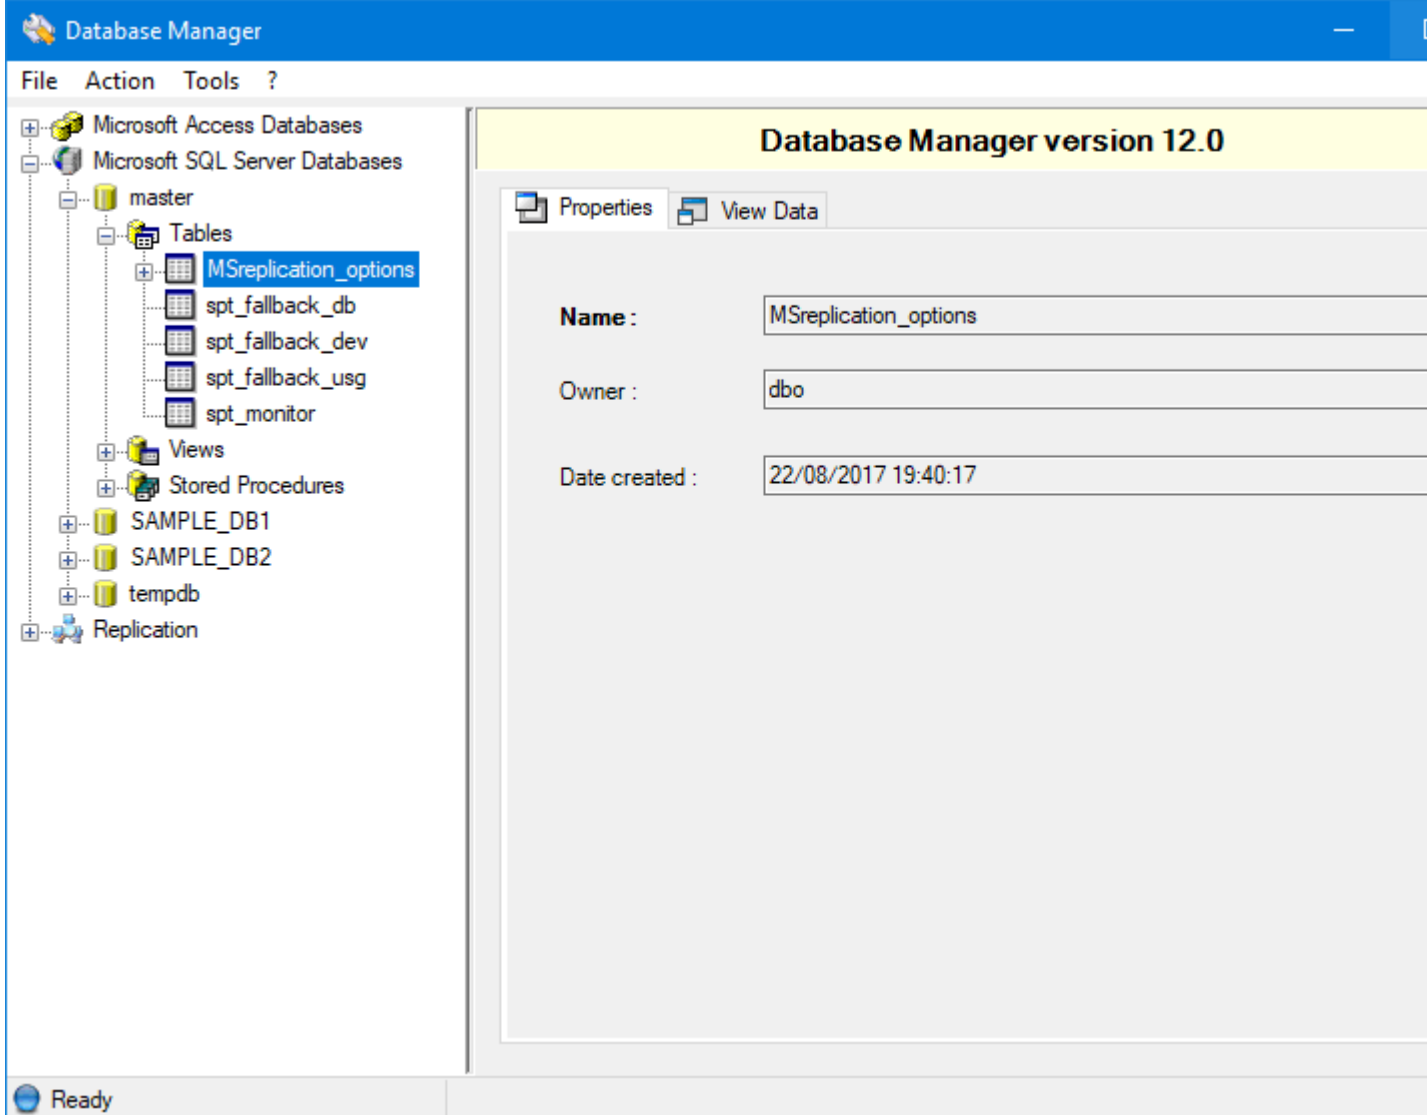 Database Manager
File Action Tools ?
Microsoft Access Databases
Microsoft SQL Server Databases
master
Tables
MSreplication_options
spt_fallback_db
spt_fallback_dev
spt_fallback_usg
spt_monitor
Views
Stored Procedures
SAMPLE_DB1
SAMPLE_DB2
tempdb
Replication
Database Manager version 12.0
Properties View Data
Name : MSreplication_options
Owner : dbo
Date created : 22/08/2017 19:40:17
Ready